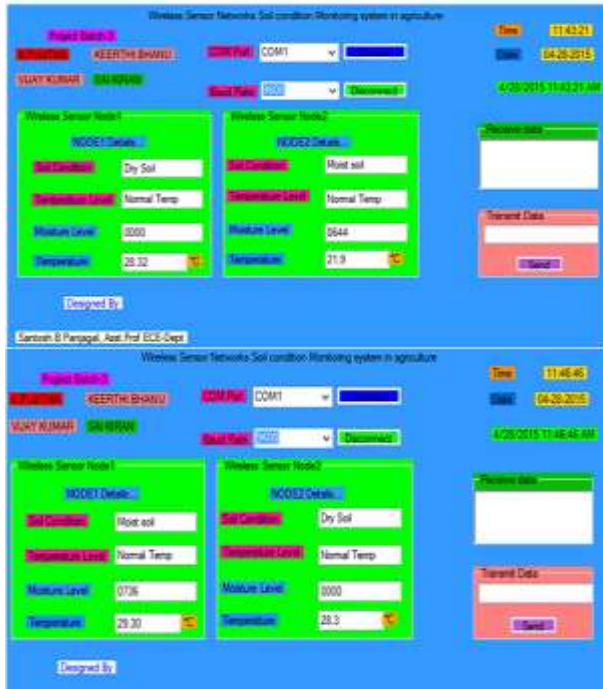 Wireless Sensor Networks Soil condition Monitoring system in agriculture
Project Batch-3
Time 11:43:21
KEERTHI BHANU
COM Port COM1
Date 04-28-2015
VIJAY KUMAR SAI KIRAN
Baud Rate 9600 Disconnect
4/28/2015 11:43:21 AM
Wireless Sensor Node1 Wireless Sensor Node2
Receive data
NODE1 Details... NODE2 Details...
Soil Condition Dry Soil Soil Condition Moist soil
Temperature Level Normal Temp Temperature Level Normal Temp
Transmit Data
Moisture Level 0000 Moisture Level 0644
Temperature 28.32 °C Temperature 21.9 °C
Send
Designed By
Santosh B Panjagal, Asst.Prof ECE-Dept
Wireless Sensor Networks Soil condition Monitoring system in agriculture
Project Batch-3
Time 11:46:46
KEERTHI BHANU
COM Port COM1
Date 04-28-2015
VIJAY KUMAR SAI KIRAN
Baud Rate 9600 Disconnect
4/28/2015 11:46:46 AM
Wireless Sensor Node1 Wireless Sensor Node2
Receive data
NODE1 Details... NODE2 Details...
Soil Condition Moist soil Soil Condition Dry Soil
Temperature Level Normal Temp Temperature Level Normal Temp
Transmit Data
Moisture Level 0736 Moisture Level 0000
Temperature 29.30 °C Temperature 28.3 °C
Send
Designed By